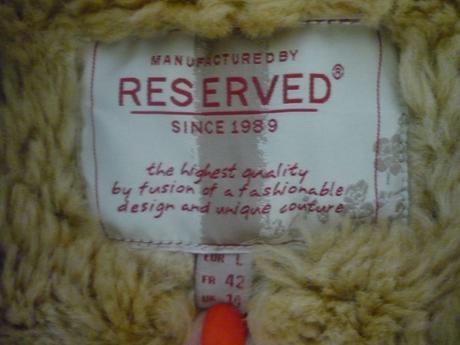 MANUFACTURED BY
RESERVED®
SINCE 1989
the highest quality
by fusion of a fashionable
design and unique couture
EUR L
FR 42
UK